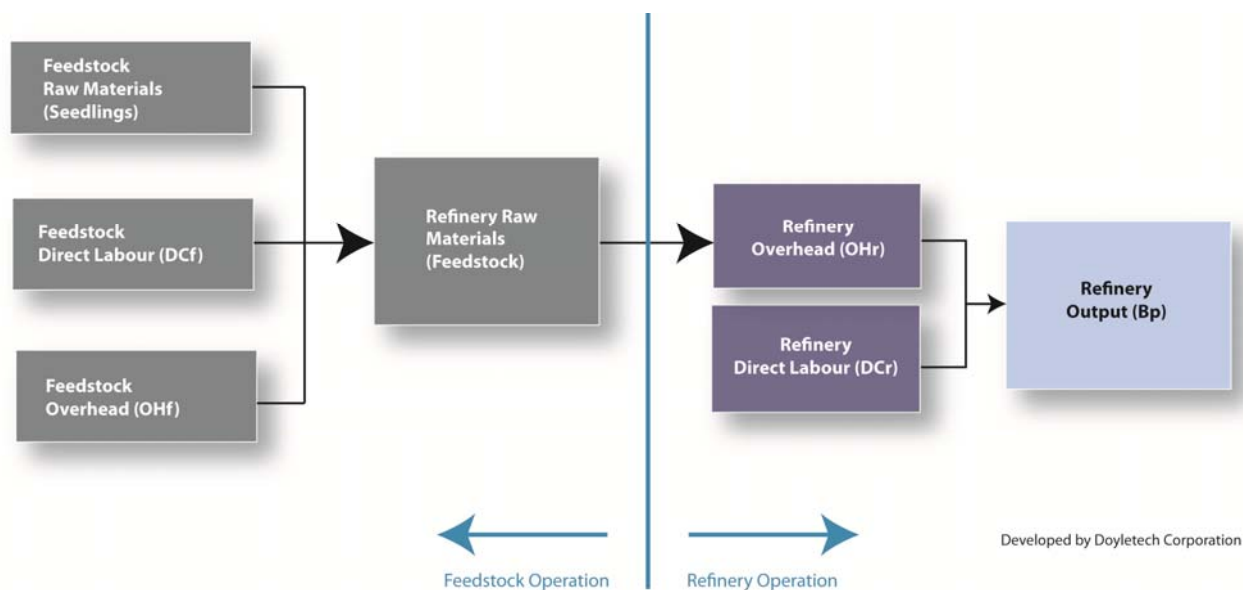 Feedstock
Raw Materials
(Seedlings)
Feedstock
Direct Labour (DCf)
Feedstock
Overhead (OHf)
Refinery Raw
Materials
(Feedstock)
Refinery
Overhead (OHr)
Refinery
Direct Labour (DCr)
Refinery
Output (Bp)
Developed by Doyletech Corporation
Feedstock Operation
Refinery Operation